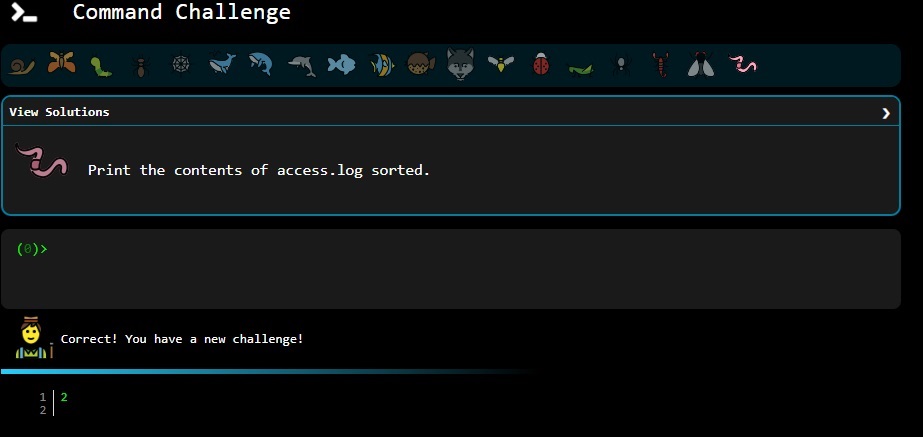 Command Challenge
View Solutions ❯
Print the contents of access.log sorted.
(0)>
Correct! You have a new challenge!
1 2
2